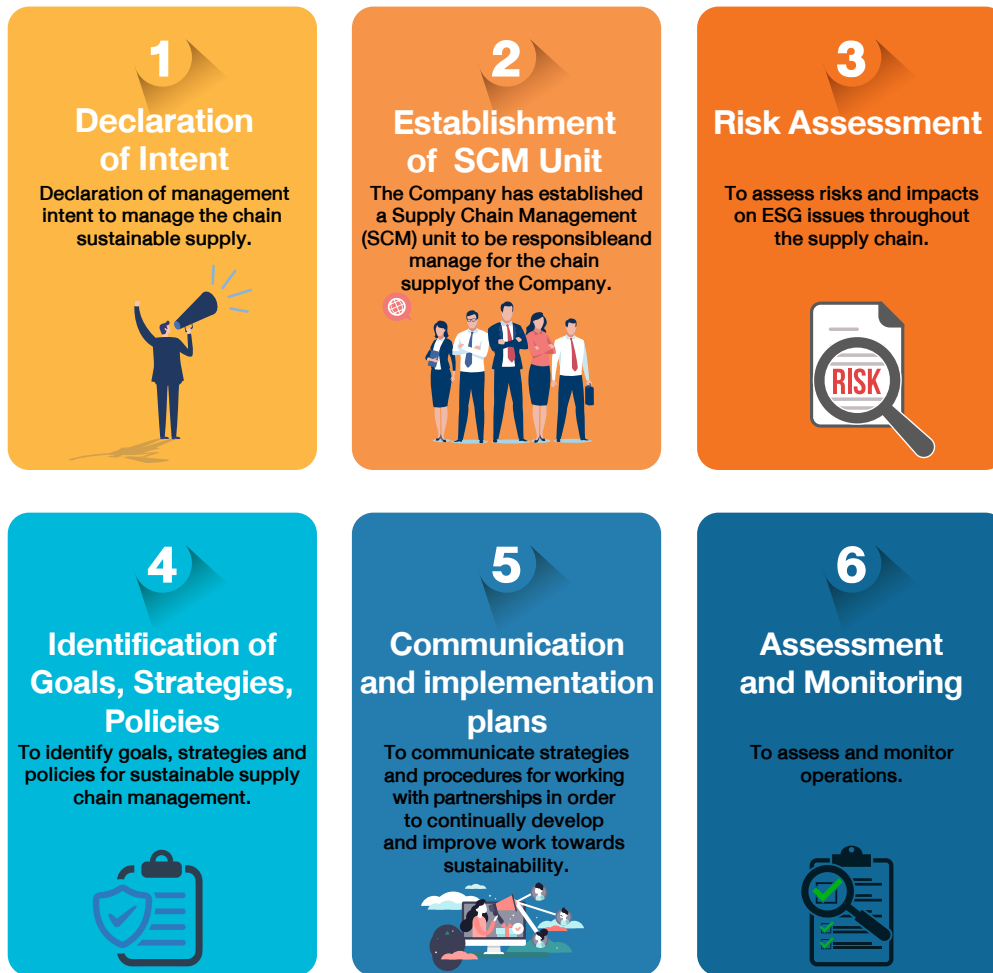 1
Declaration
of Intent
Declaration of management
intent to manage the chain
sustainable supply.
2
Establishment
of SCM Unit
The Company has established
a Supply Chain Management
(SCM) unit to be responsibleand
manage for the chain
supplyof the Company.
3
Risk Assessment
To assess risks and impacts
on ESG issues throughout
the supply chain.
RISK
4
Identification of
Goals, Strategies,
Policies
To identify goals, strategies and
policies for sustainable supply
chain management.
5
Communication
and implementation
plans
To communicate strategies
and procedures for working
with partnerships in order
to continually develop
and improve work towards
sustainability.
6
Assessment
and Monitoring
To assess and monitor
operations.